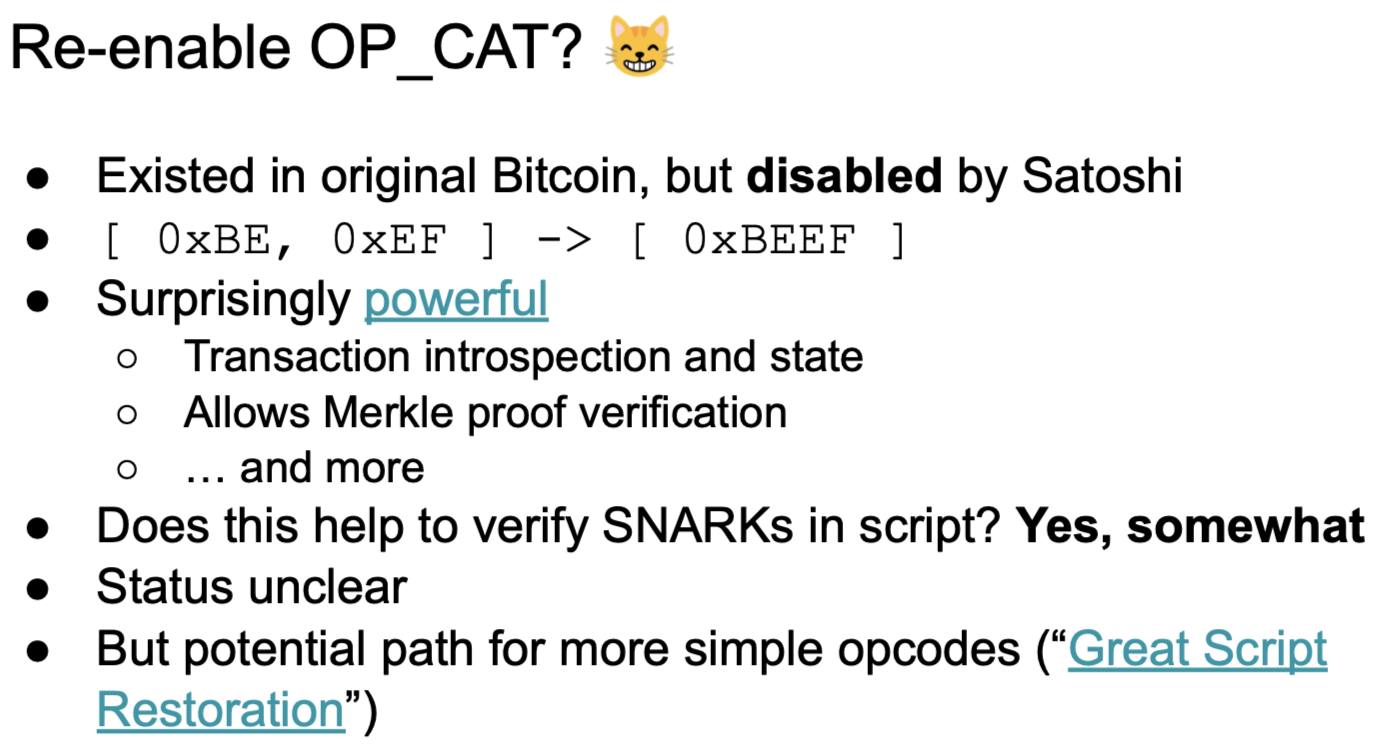 Re-enable OP_CAT? 😸
● Existed in original Bitcoin, but disabled by Satoshi
● [ 0xBE, 0xEF ] -> [ 0xBEEF ]
● Surprisingly powerful
○ Transaction introspection and state
○ Allows Merkle proof verification
○ … and more
● Does this help to verify SNARKs in script? Yes, somewhat
● Status unclear
● But potential path for more simple opcodes (“Great Script
Restoration”)